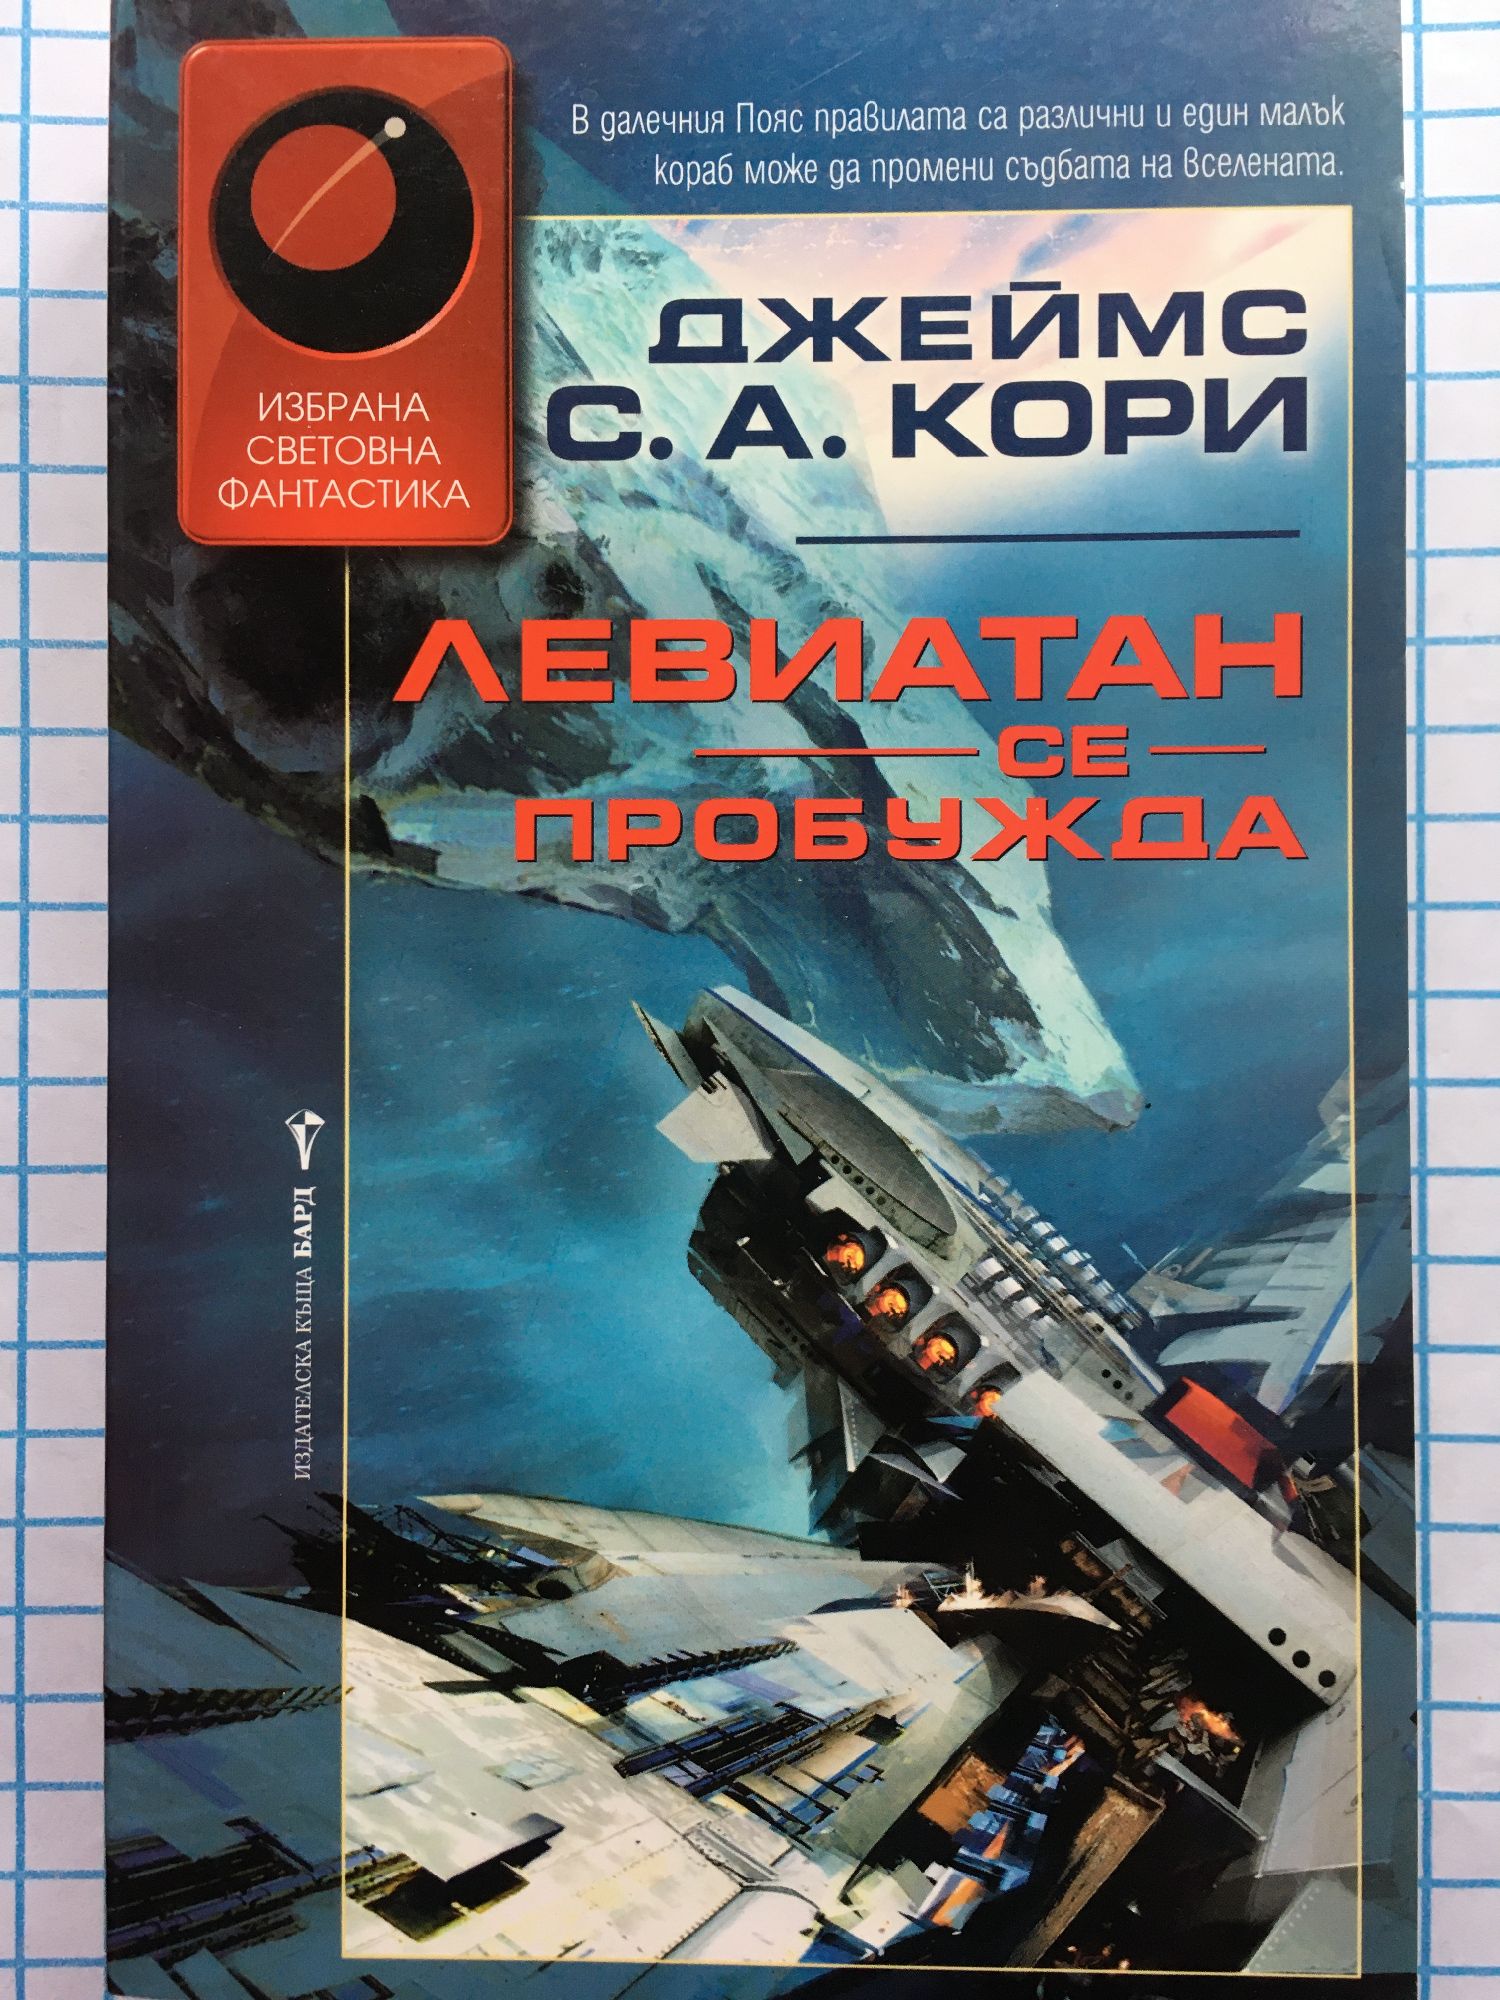 В далечния Пояс правилата са различни и един малък
кораб може да промени съдбата на вселената.
ИЗБРАНА
СВЕТОВНА
ФАНТАСТИКА
ДЖЕЙМС
С. А. КОРИ
ЛЕВИАТАН
СЕ
ПРОБУЖДА
ИЗДАТЕЛСКА КЪЩА БАРД